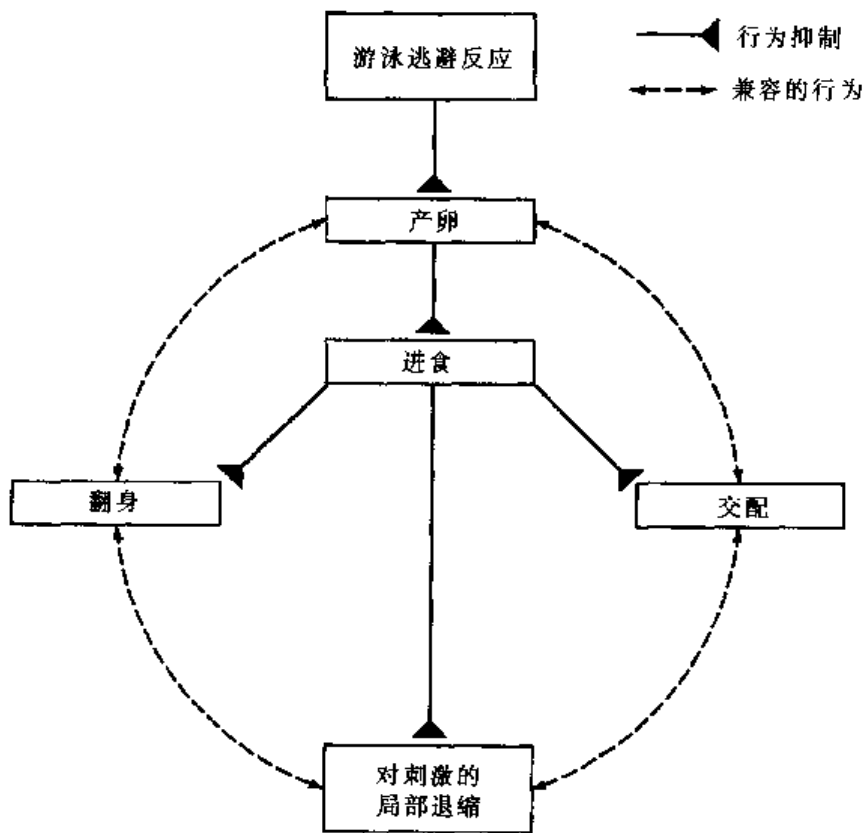 游泳逃避反应
行为抑制
兼容的行为
产卵
进食
翻身
交配
对刺激的
局部退缩